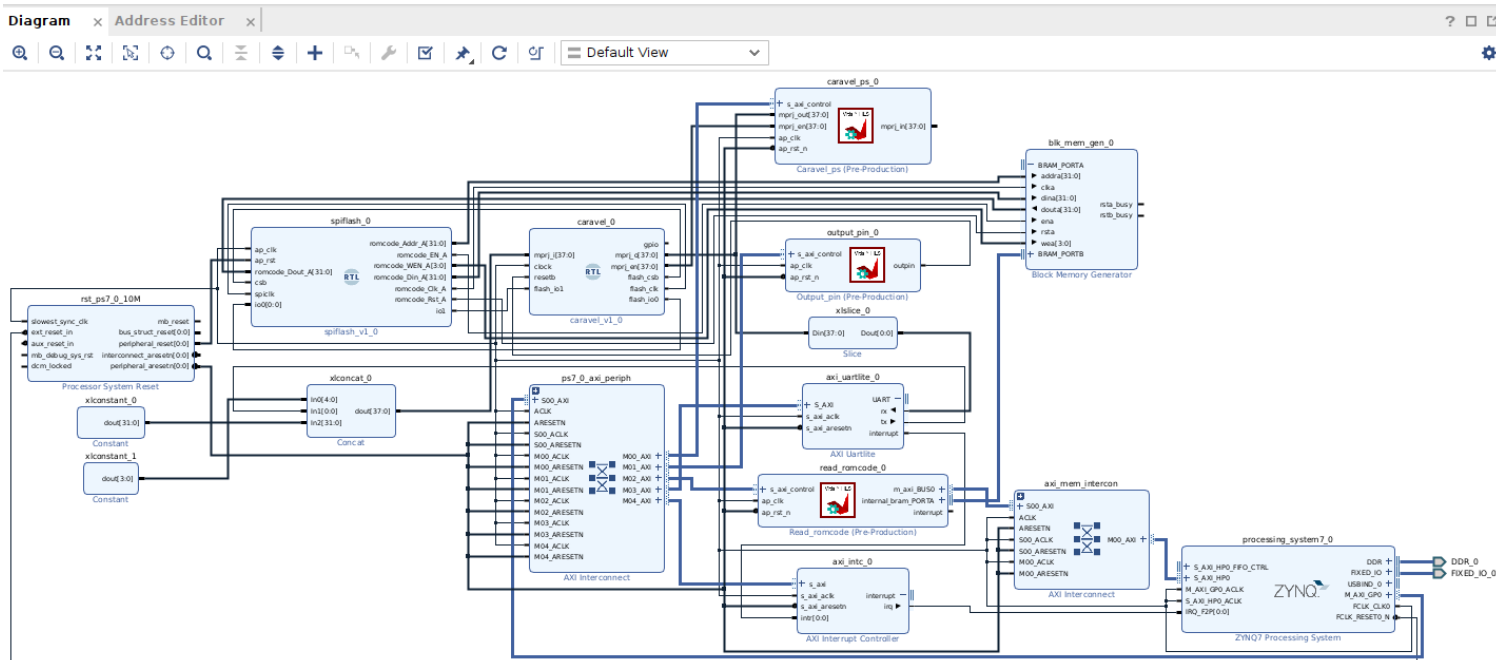 Diagram × Address Editor ×
Default View
caravel_ps_0
s_axi_control
mprj_out[37:0]
mprj_en[37:0]
ap_clk
ap_rst_n
mprj_in[37:0]
Caravel_ps (Pre-Production)
blk_mem_gen_0
BRAM_PORTA
addra[31:0]
clka
dina[31:0]
douta[31:0]
ena
rsta
wea[3:0]
BRAM_PORTB
rsta_busy
rstb_busy
Block Memory Generator
spiflash_0
ap_clk
ap_rst
romcode_Dout_A[31:0]
csb
spiclk
io0[0:0]
romcode_Addr_A[31:0]
romcode_EN_A
romcode_WEN_A[3:0]
romcode_Din_A[31:0]
romcode_Clk_A
romcode_Rst_A
io1
RTL
spiflash_v1_0
caravel_0
mprj_i[37:0]
clock
resetb
flash_io1
gpio
mprj_o[37:0]
mprj_en[37:0]
flash_csb
flash_clk
flash_io0
RTL
caravel_v1_0
output_pin_0
s_axi_control
ap_clk
ap_rst_n
outpin
Output_pin (Pre-Production)
xlslice_0
Din[37:0]
Dout[0:0]
Slice
rst_ps7_0_10M
slowest_sync_clk
ext_reset_in
aux_reset_in
mb_debug_sys_rst
dcm_locked
mb_reset
bus_struct_reset[0:0]
peripheral_reset[0:0]
interconnect_aresetn[0:0]
peripheral_aresetn[0:0]
Processor System Reset
xlconstant_0
dout[31:0]
Constant
xlconstant_1
dout[3:0]
Constant
xlconcat_0
In0[4:0]
In1[0:0]
In2[31:0]
dout[37:0]
Concat
ps7_0_axi_periph
S00_AXI
ACLK
ARESETN
S00_ACLK
S00_ARESETN
M00_ACLK
M00_ARESETN
M01_ACLK
M01_ARESETN
M02_ACLK
M02_ARESETN
M03_ACLK
M03_ARESETN
M04_ACLK
M04_ARESETN
M00_AXI
M01_AXI
M02_AXI
M03_AXI
M04_AXI
AXI Interconnect
axi_uartlite_0
S_AXI
s_axi_aclk
s_axi_aresetn
UART
rx
tx
interrupt
AXI Uartlite
read_romcode_0
s_axi_control
ap_clk
ap_rst_n
m_axi_BUS0
internal_bram_PORTA
interrupt
Read_romcode (Pre-Production)
axi_intc_0
s_axi
s_axi_aclk
s_axi_aresetn
intr[0:0]
interrupt
irq
AXI Interrupt Controller
axi_mem_intercon
S00_AXI
ACLK
ARESETN
S00_ACLK
S00_ARESETN
M00_ACLK
M00_ARESETN
M00_AXI
AXI Interconnect
processing_system7_0
S_AXI_HP0_FIFO_CTRL
S_AXI_HP0
M_AXI_GP0_ACLK
S_AXI_HP0_ACLK
IRQ_F2P[0:0]
ZYNQ
DDR
FIXED_IO
USBIND_0
M_AXI_GP0
FCLK_CLK0
FCLK_RESET0_N
ZYNQ7 Processing System
DDR_0
FIXED_IO_0